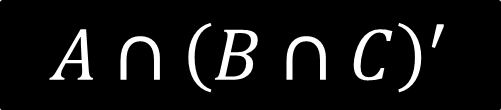 A ∩ (B ∩ C)′